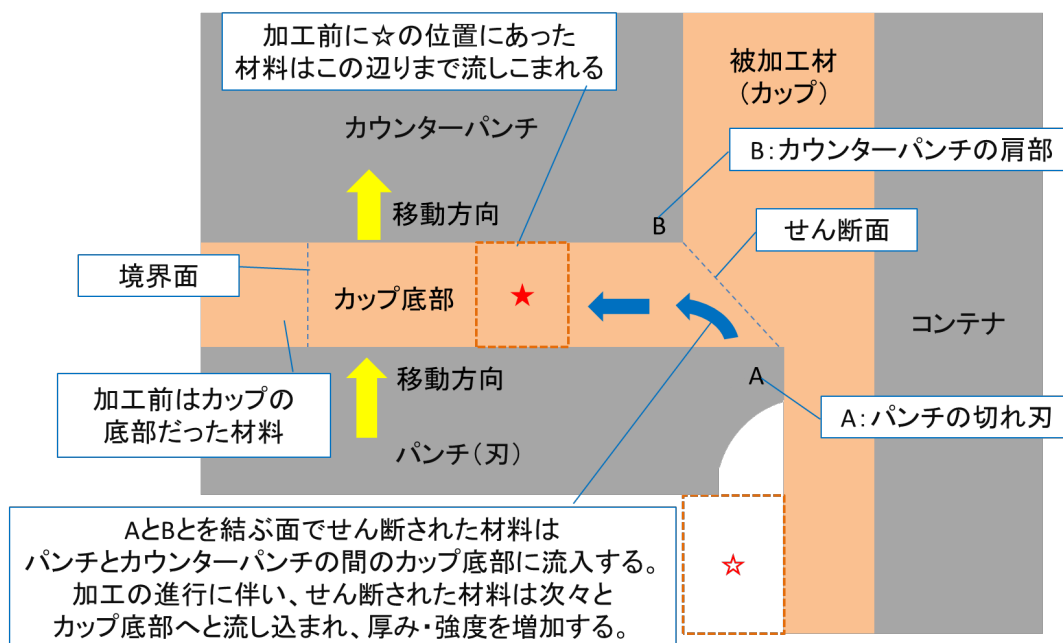 加工前に☆の位置にあった
材料はこの辺りまで流しこまれる
被加工材
（カップ）
カウンターパンチ
B：カウンターパンチの肩部
移動方向
B
せん断面
境界面
カップ底部
★
コンテナ
加工前はカップの
底部だった材料
移動方向
A
A：パンチの切れ刃
パンチ（刃）
AとBとを結ぶ面でせん断された材料は
パンチとカウンターパンチの間のカップ底部に流入する。
加工の進行に伴い、せん断された材料は次々と
カップ底部へと流し込まれ、厚み・強度を増加する。
☆